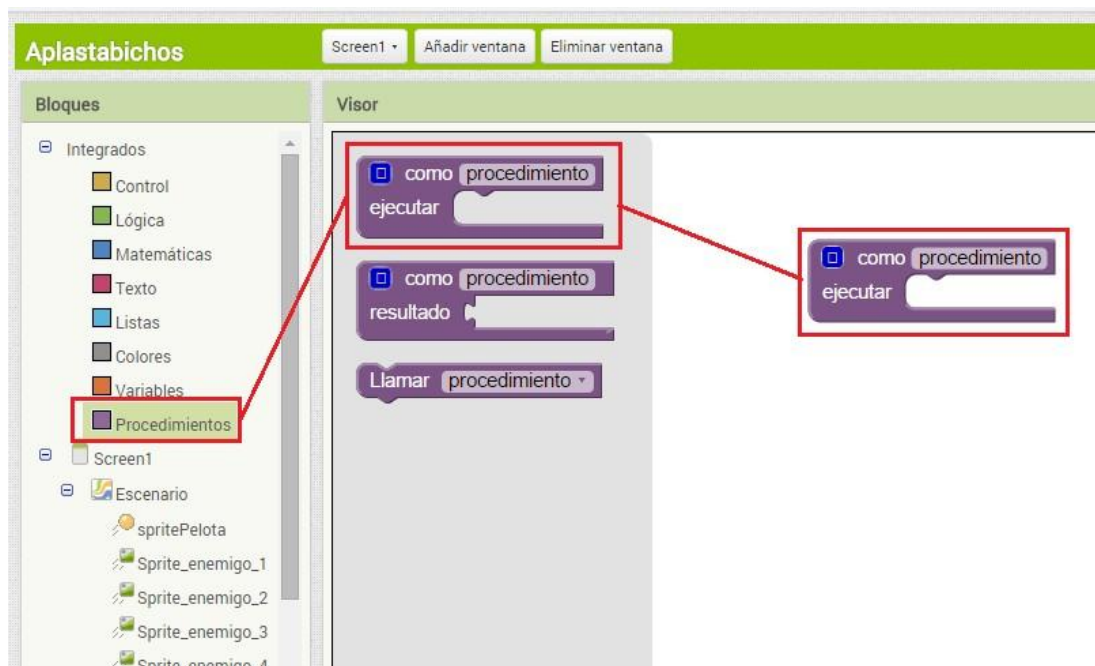 Aplastabichos
Screen1
Añadir ventana
Eliminar ventana
Bloques
Visor
Integrados
Control
Lógica
Matemáticas
Texto
Listas
Colores
Variables
Procedimientos
Screen1
Escenario
spritePelota
Sprite_enemigo_1
Sprite_enemigo_2
Sprite_enemigo_3
Sprite_enemigo_4
como procedimiento
ejecutar
como procedimiento
resultado
Llamar procedimiento
como procedimiento
ejecutar